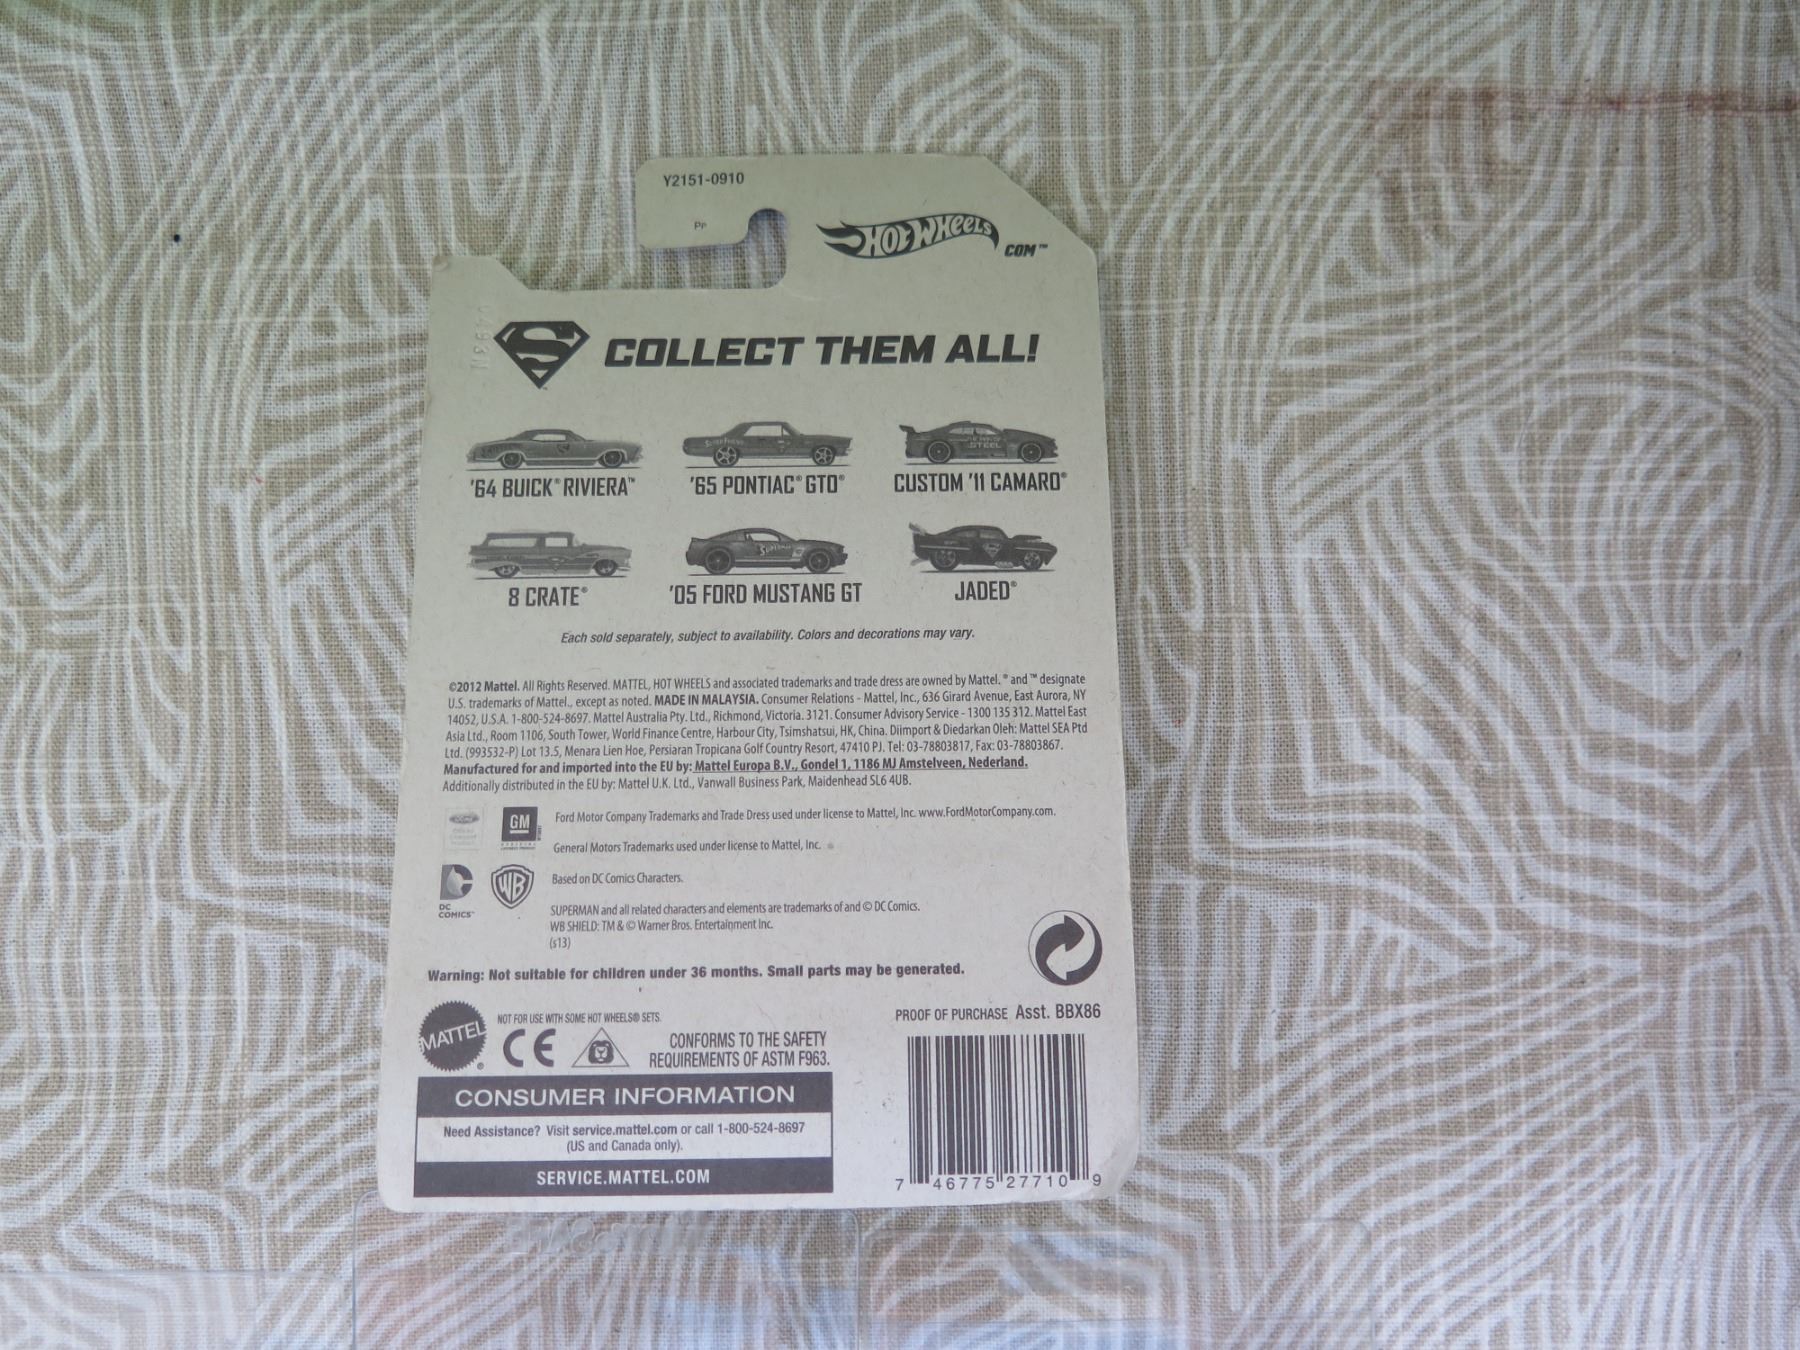 Y2151-0910
HOT WHEELS
COM™
COLLECT THEM ALL!
'64 BUICK® RIVIERA™
'65 PONTIAC® GTO®
CUSTOM '11 CAMARO®
8 CRATE®
'05 FORD MUSTANG GT
JADED®
Each sold separately, subject to availability. Colors and decorations may vary.
©2012 Mattel. All Rights Reserved. MATTEL, HOT WHEELS and associated trademarks and trade dress are owned by Mattel. ® and ™ designate
U.S. trademarks of Mattel., except as noted. MADE IN MALAYSIA. Consumer Relations - Mattel, Inc., 636 Girard Avenue, East Aurora, NY
14052, U.S.A. 1-800-524-8697. Mattel Australia Pty. Ltd., Richmond, Victoria. 3121. Consumer Advisory Service - 1300 135 312. Mattel East
Asia Ltd., Room 1106, South Tower, World Finance Centre, Harbour City, Tsimshatsui, HK, China. Diimport & Diedarkan Oleh: Mattel SEA Ptd
Ltd. (993532-P) Lot 13.5, Menara Lien Hoe, Persiaran Tropicana Golf Country Resort, 47410 PJ. Tel: 03-78803817, Fax: 03-78803867.
Manufactured for and imported into the EU by: Mattel Europa B.V., Gondel 1, 1186 MJ Amstelveen, Nederland.
Additionally distributed in the EU by: Mattel U.K. Ltd., Vanwall Business Park, Maidenhead SL6 4UB.
Ford
GM
Ford Motor Company Trademarks and Trade Dress used under license to Mattel, Inc. www.FordMotorCompany.com.
General Motors Trademarks used under license to Mattel, Inc.
DC COMICS™
WB
Based on DC Comics Characters.
SUPERMAN and all related characters and elements are trademarks of and © DC Comics.
WB SHIELD: TM & © Warner Bros. Entertainment Inc.
(s13)
Warning: Not suitable for children under 36 months. Small parts may be generated.
MATTEL®
NOT FOR USE WITH SOME HOT WHEELS® SETS.
CE
CONFORMS TO THE SAFETY
REQUIREMENTS OF ASTM F963.
PROOF OF PURCHASE Asst. BBX86
CONSUMER INFORMATION
Need Assistance? Visit service.mattel.com or call 1-800-524-8697
(US and Canada only).
SERVICE.MATTEL.COM
7 46775 27710 9